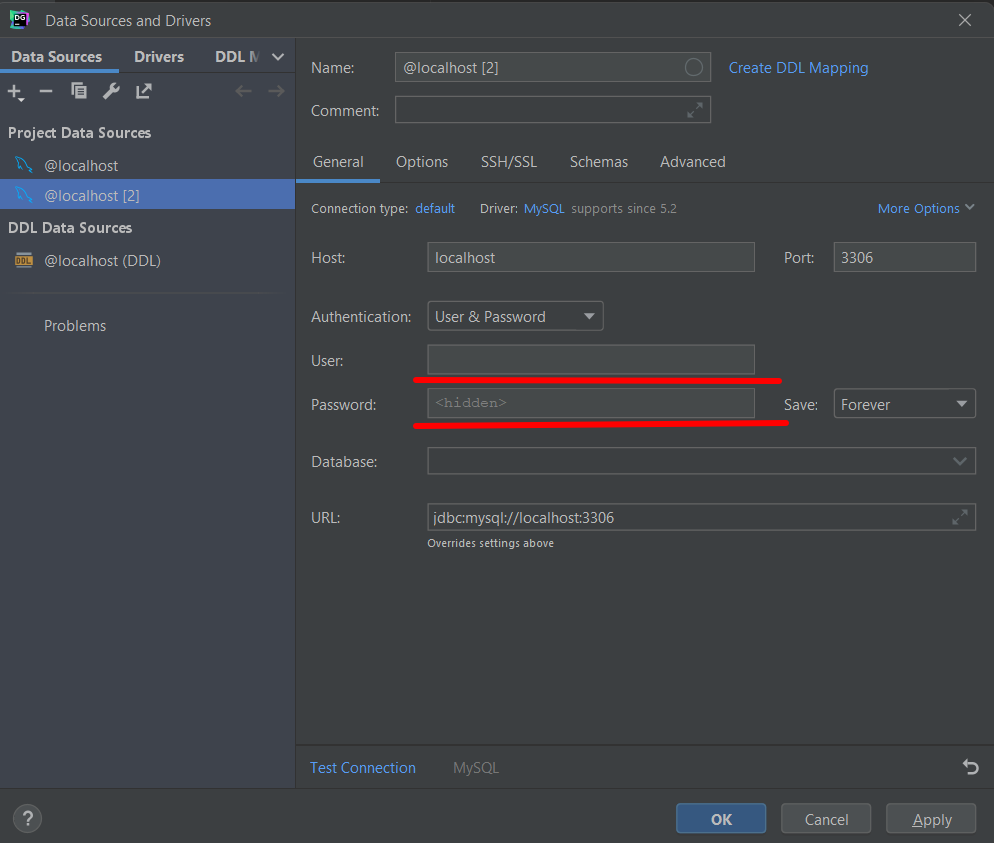 DG
Data Sources and Drivers
Data Sources
Drivers
DDL M
Project Data Sources
@localhost
@localhost [2]
DDL Data Sources
DDL
@localhost (DDL)
Problems
Name:
@localhost [2]
Create DDL Mapping
Comment:
General
Options
SSH/SSL
Schemas
Advanced
Connection type: default
Driver: MySQL supports since 5.2
More Options
Host:
localhost
Port:
3306
Authentication:
User & Password
User:
Password:
<hidden>
Save:
Forever
Database:
URL:
jdbc:mysql://localhost:3306
Overrides settings above
Test Connection
MySQL
?
OK
Cancel
Apply